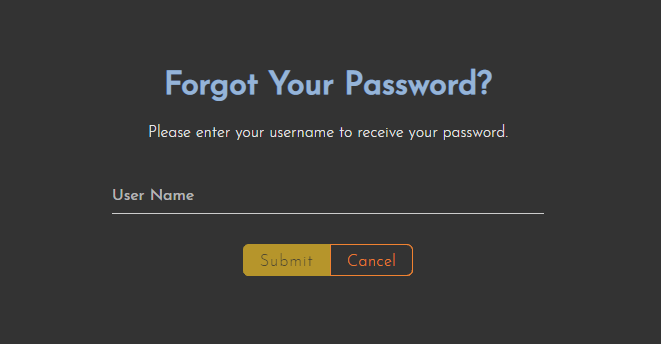 Forgot Your Password?
Please enter your username to receive your password.
User Name
Submit Cancel